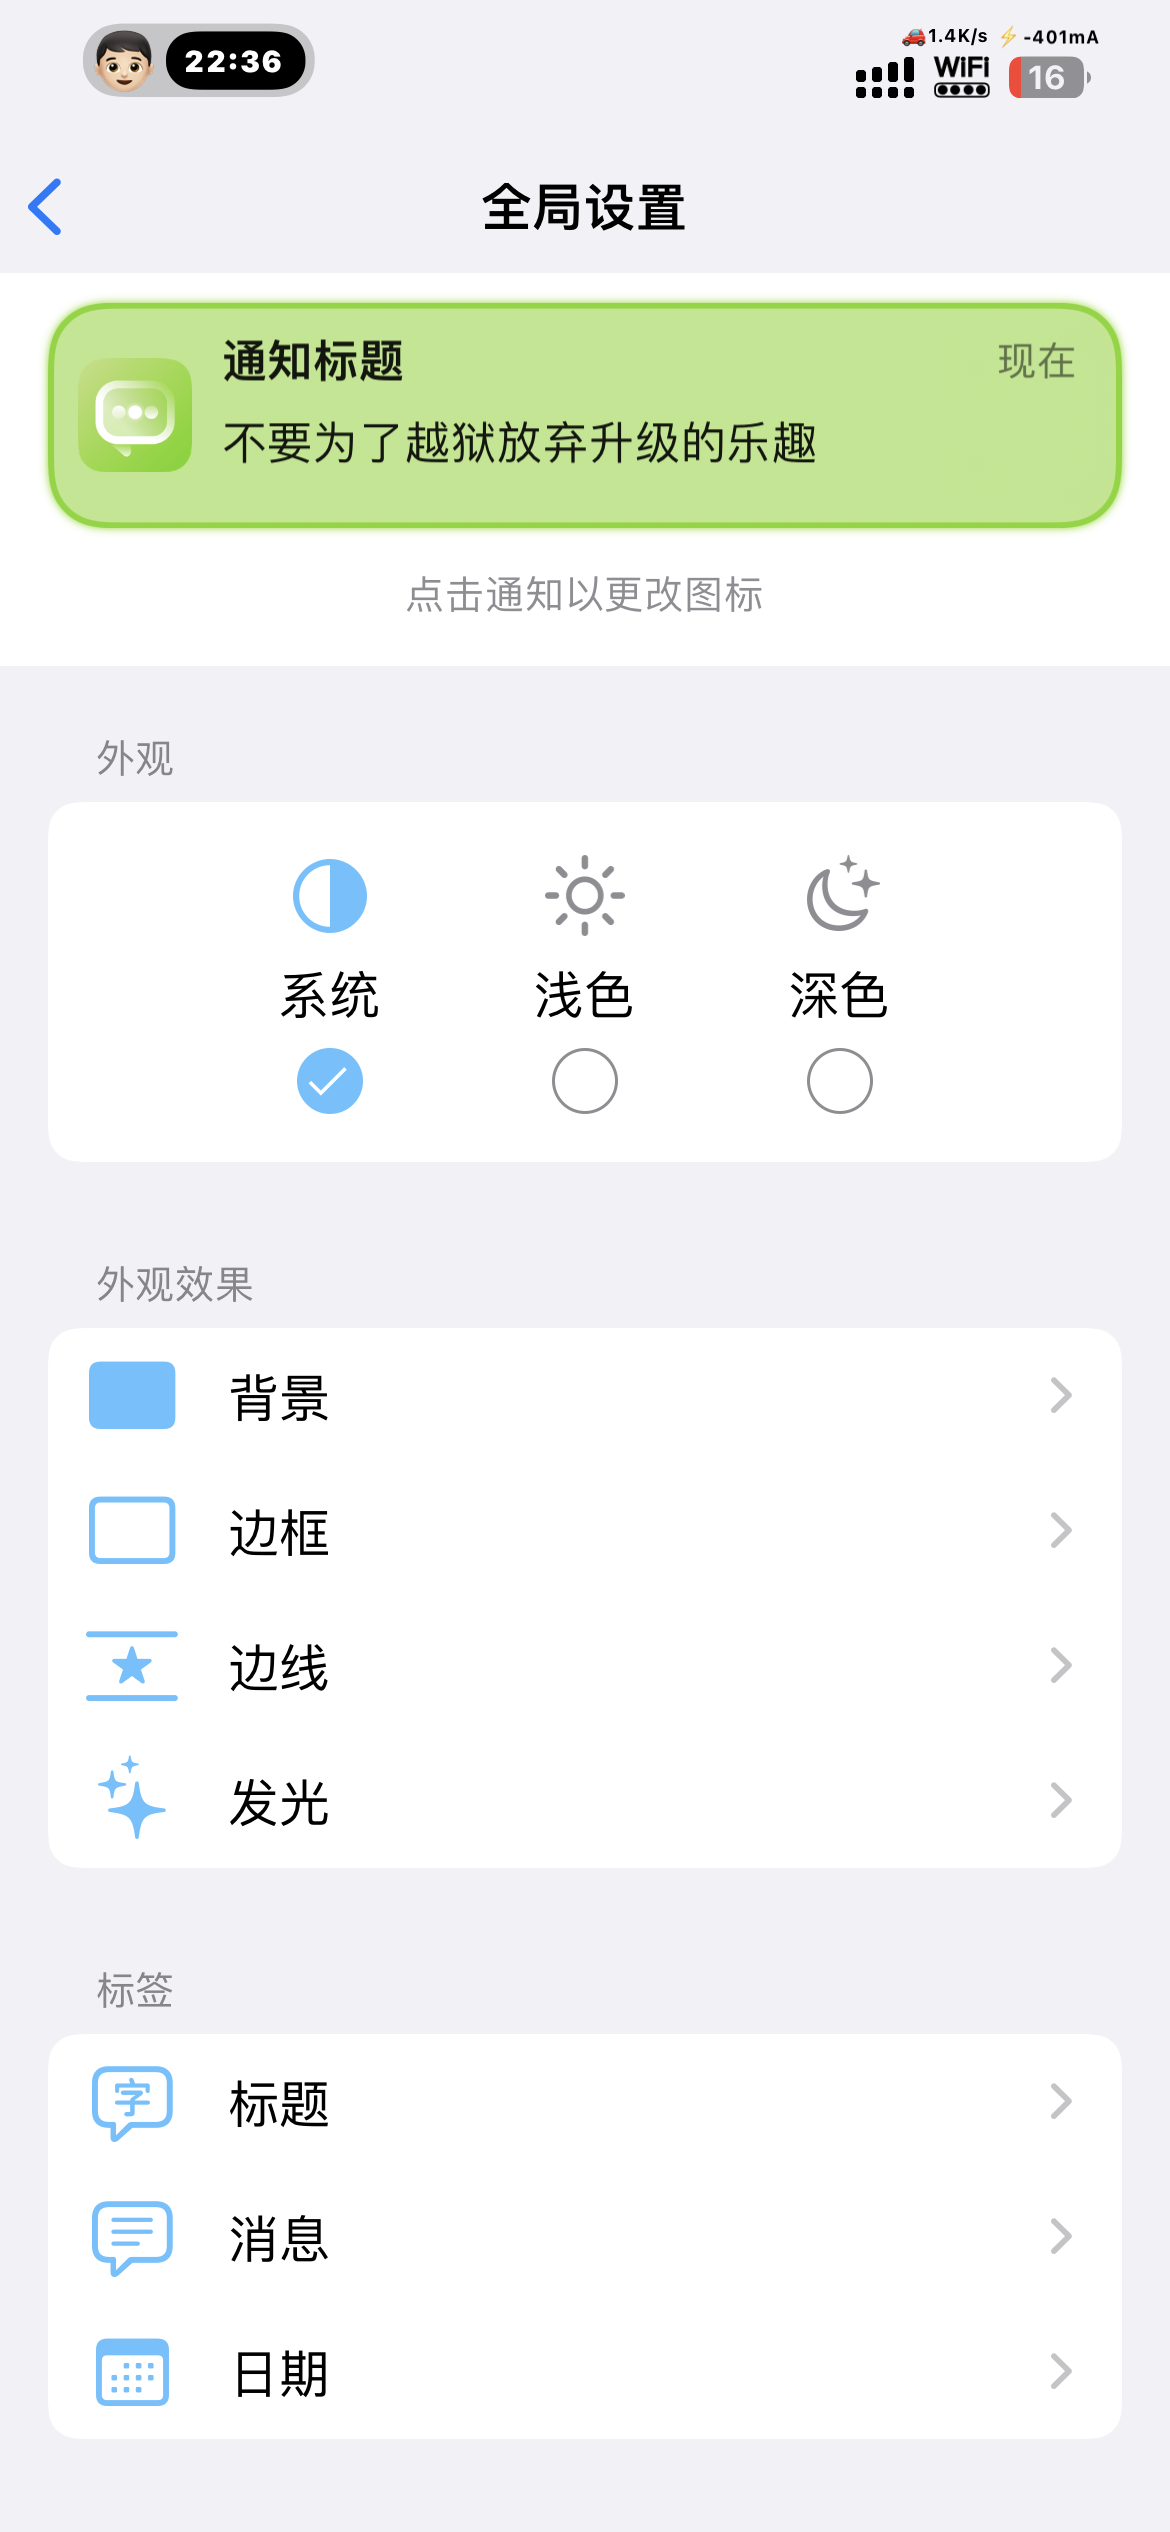 22:36
🚗1.4K/s ⚡-401mA
WiFi
16
全局设置
通知标题
现在
不要为了越狱放弃升级的乐趣
点击通知以更改图标
外观
系统
浅色
深色
外观效果
背景
边框
边线
发光
标签
字
标题
消息
日期